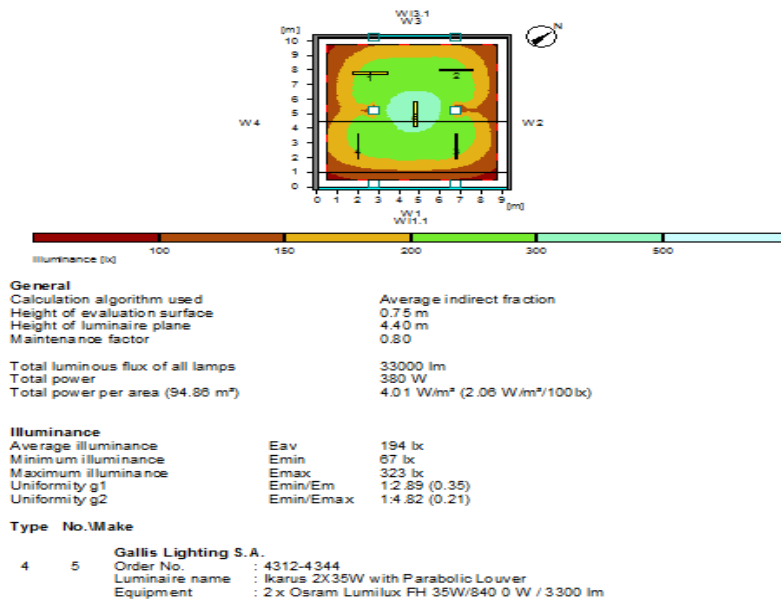 WI3.1
W3
[m]
N
10
9
8
7
6
5
4
3
2
1
0
W4
W2
1
2
0 1 2 3 4 5 6 7 8 9
[m]
W1
WI1.1
100 150 200 300 500
Illuminance [lx]
General
Calculation algorithm used Average indirect fraction
Height of evaluation surface 0.75 m
Height of luminaire plane 4.40 m
Maintenance factor 0.80
Total luminous flux of all lamps 33000 lm
Total power 380 W
Total power per area (94.86 m²) 4.01 W/m² (2.06 W/m²/100lx)
Illuminance
Average illuminance Eav 194 lx
Minimum illuminance Emin 67 lx
Maximum illuminance Emax 323 lx
Uniformity g1 Emin/Em 1:2.89 (0.35)
Uniformity g2 Emin/Emax 1:4.82 (0.21)
Type No.\Make
Gallis Lighting S.A.
4 5 Order No. : 4312-4344
Luminaire name : Ikarus 2X35W with Parabolic Louver
Equipment : 2 x Osram Lumilux FH 35W/840 0 W / 3300 lm